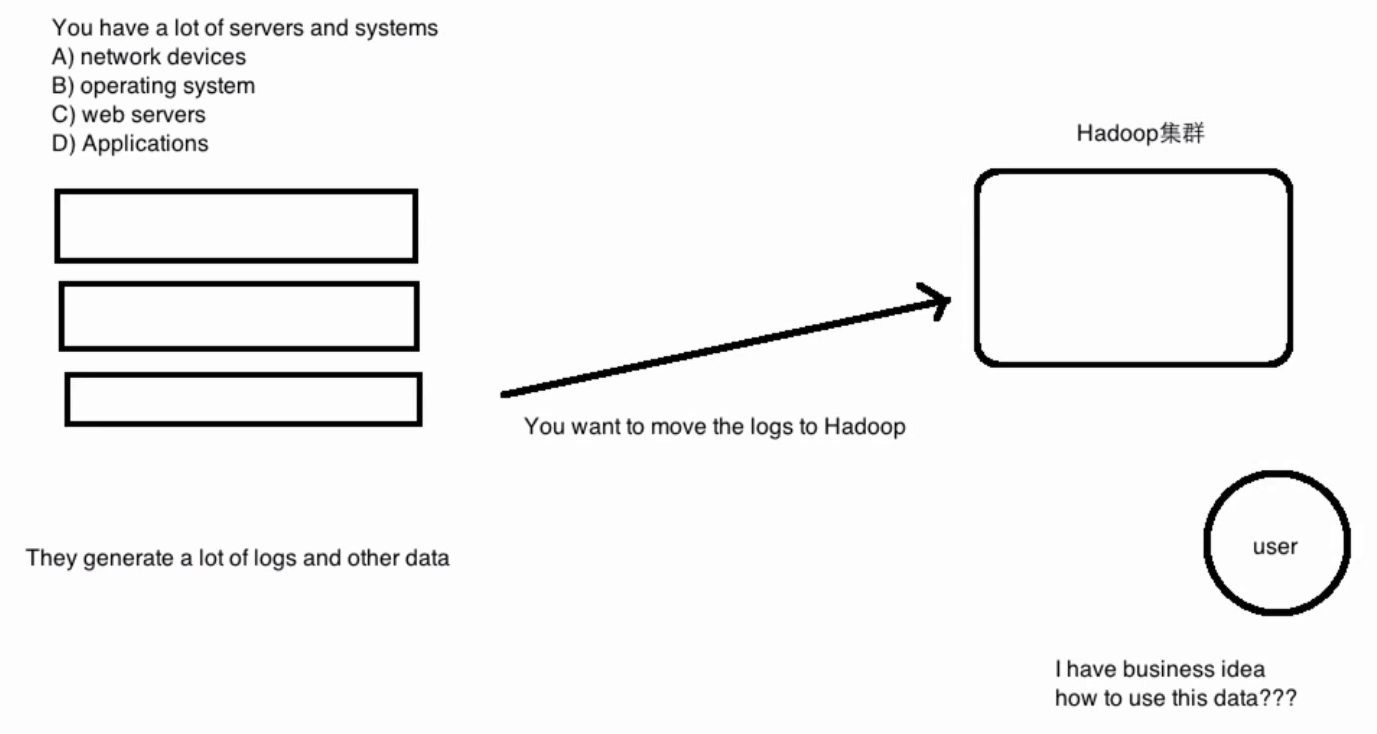 You have a lot of servers and systems
A) network devices
B) operating system
C) web servers
D) Applications
Hadoop集群
You want to move the logs to Hadoop
They generate a lot of logs and other data
user
I have business idea
how to use this data???